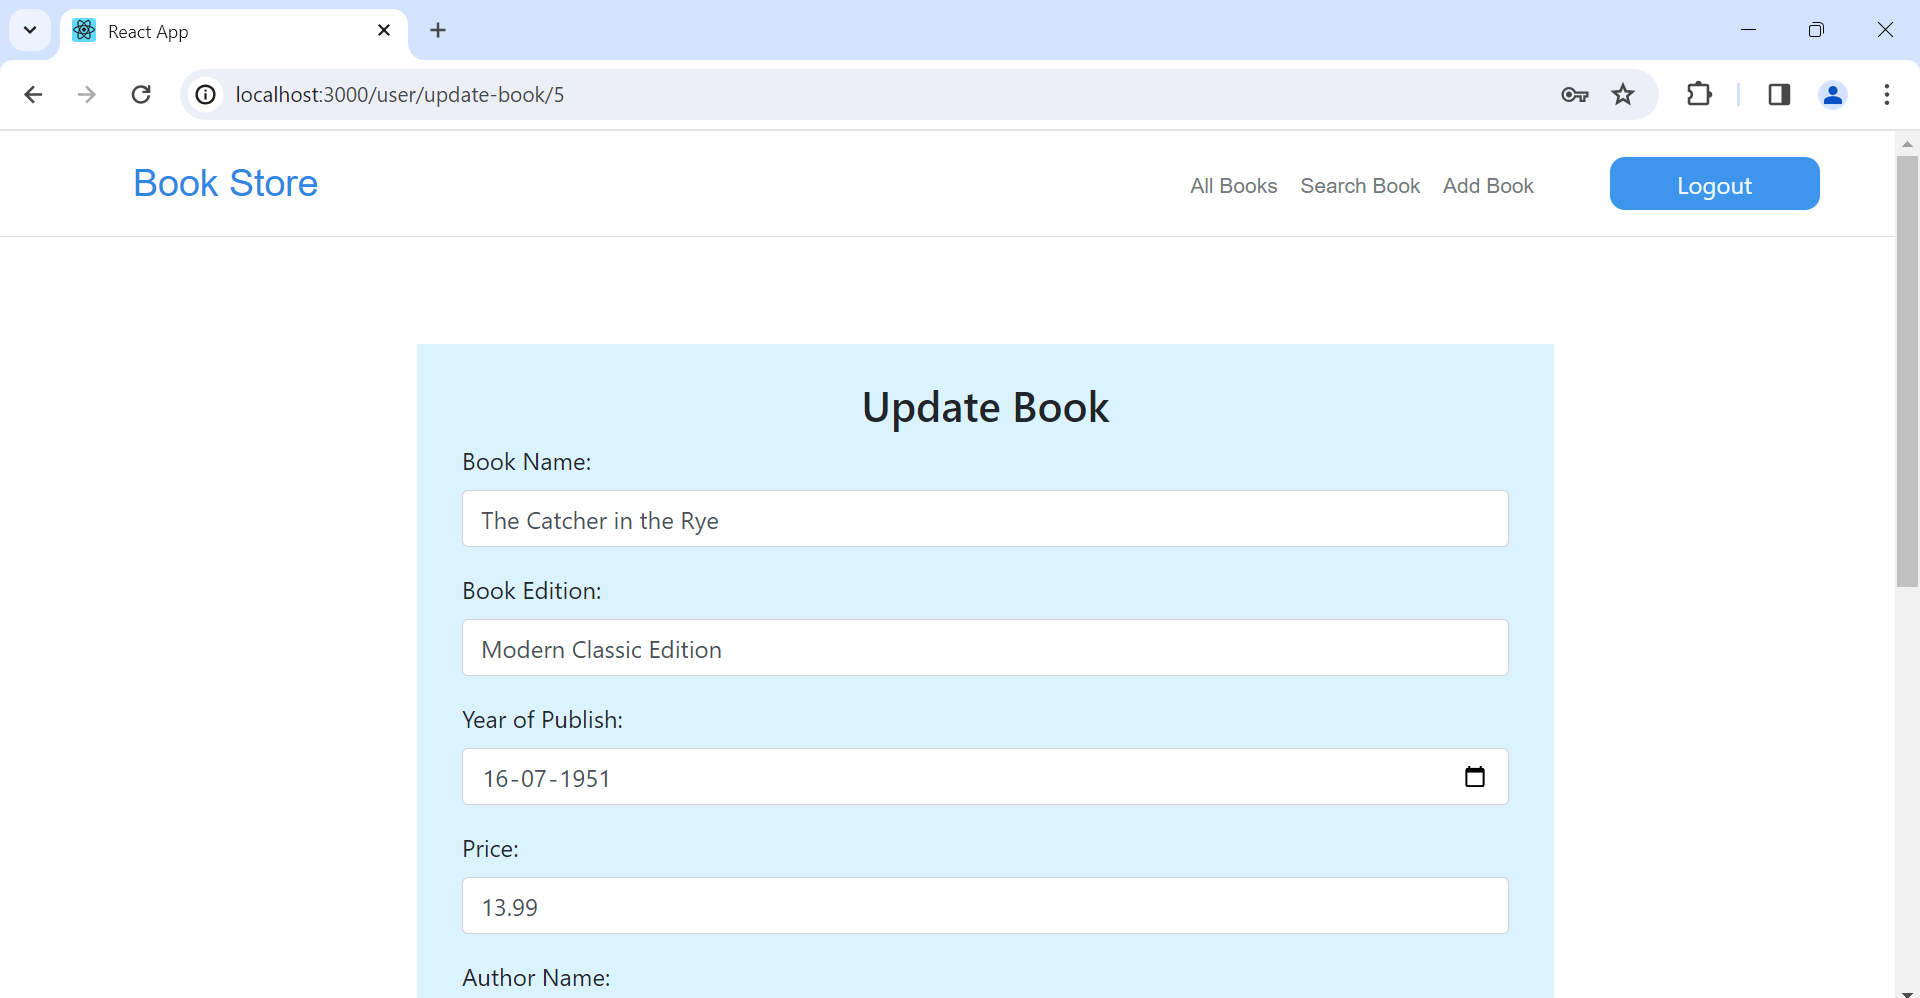 React App
localhost:3000/user/update-book/5
Book Store
All Books Search Book Add Book Logout
Update Book
Book Name:
The Catcher in the Rye
Book Edition:
Modern Classic Edition
Year of Publish:
16-07-1951
Price:
13.99
Author Name: